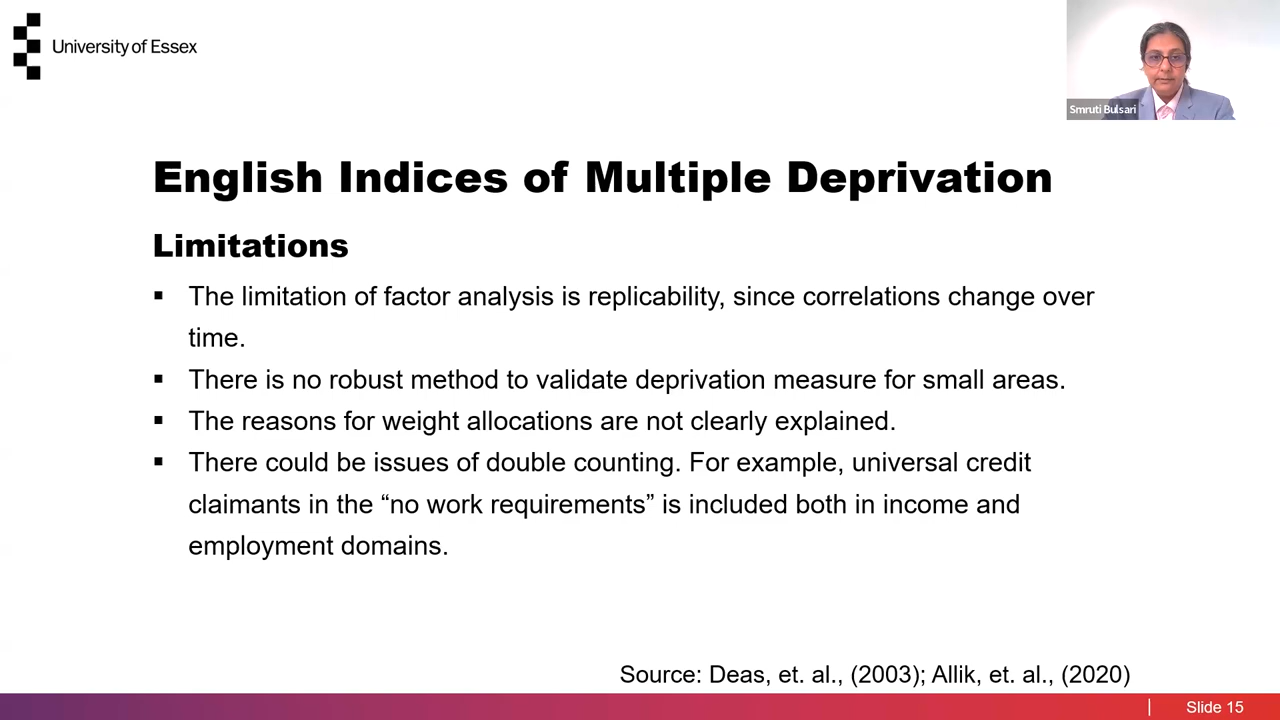 University of Essex
Smruti Bulsari
English Indices of Multiple Deprivation
Limitations
▪ The limitation of factor analysis is replicability, since correlations change over
time.
▪ There is no robust method to validate deprivation measure for small areas.
▪ The reasons for weight allocations are not clearly explained.
▪ There could be issues of double counting. For example, universal credit
claimants in the “no work requirements” is included both in income and
employment domains.
Source: Deas, et. al., (2003); Allik, et. al., (2020)
Slide 15